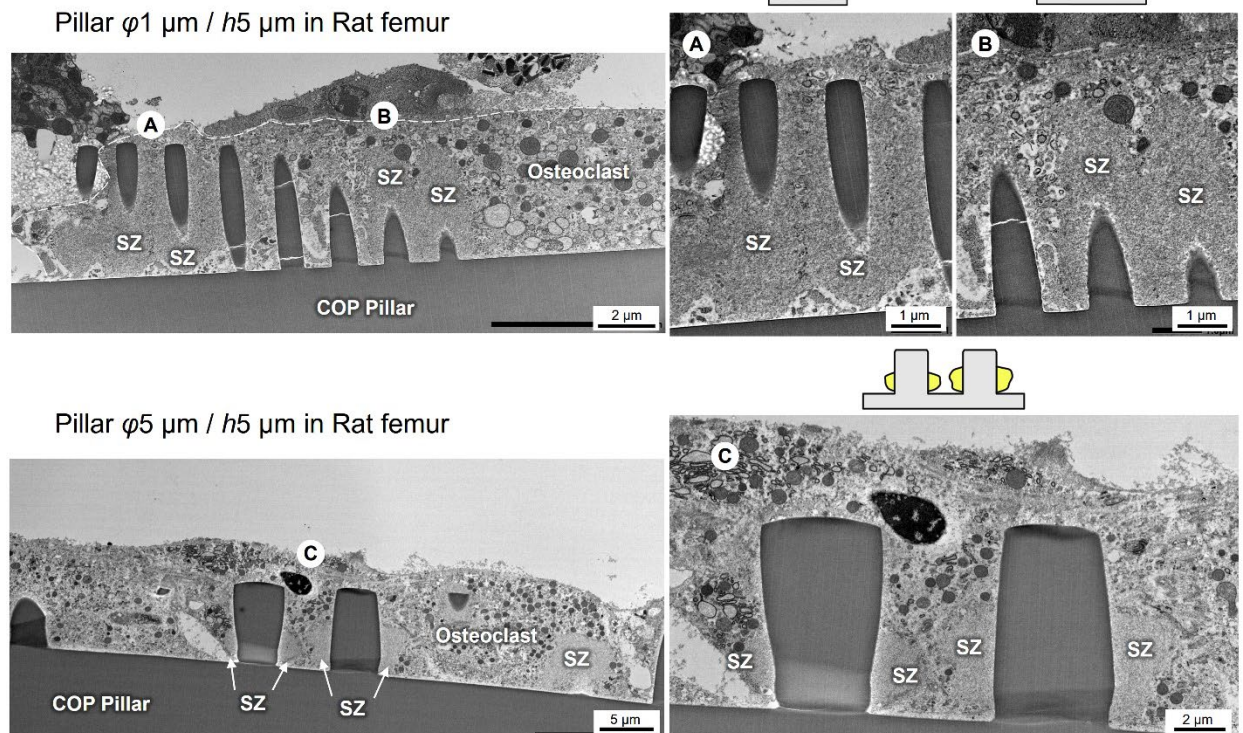 Pillar φ1 µm / h5 µm in Rat femur
A
B
SZ
SZ
SZ
SZ
Osteoclast
COP Pillar
2 µm
A
SZ
SZ
1 µm
B
SZ
SZ
1 µm
Pillar φ5 µm / h5 µm in Rat femur
C
Osteoclast
SZ
COP Pillar
SZ
SZ
5 µm
C
SZ
SZ
SZ
SZ
2 µm